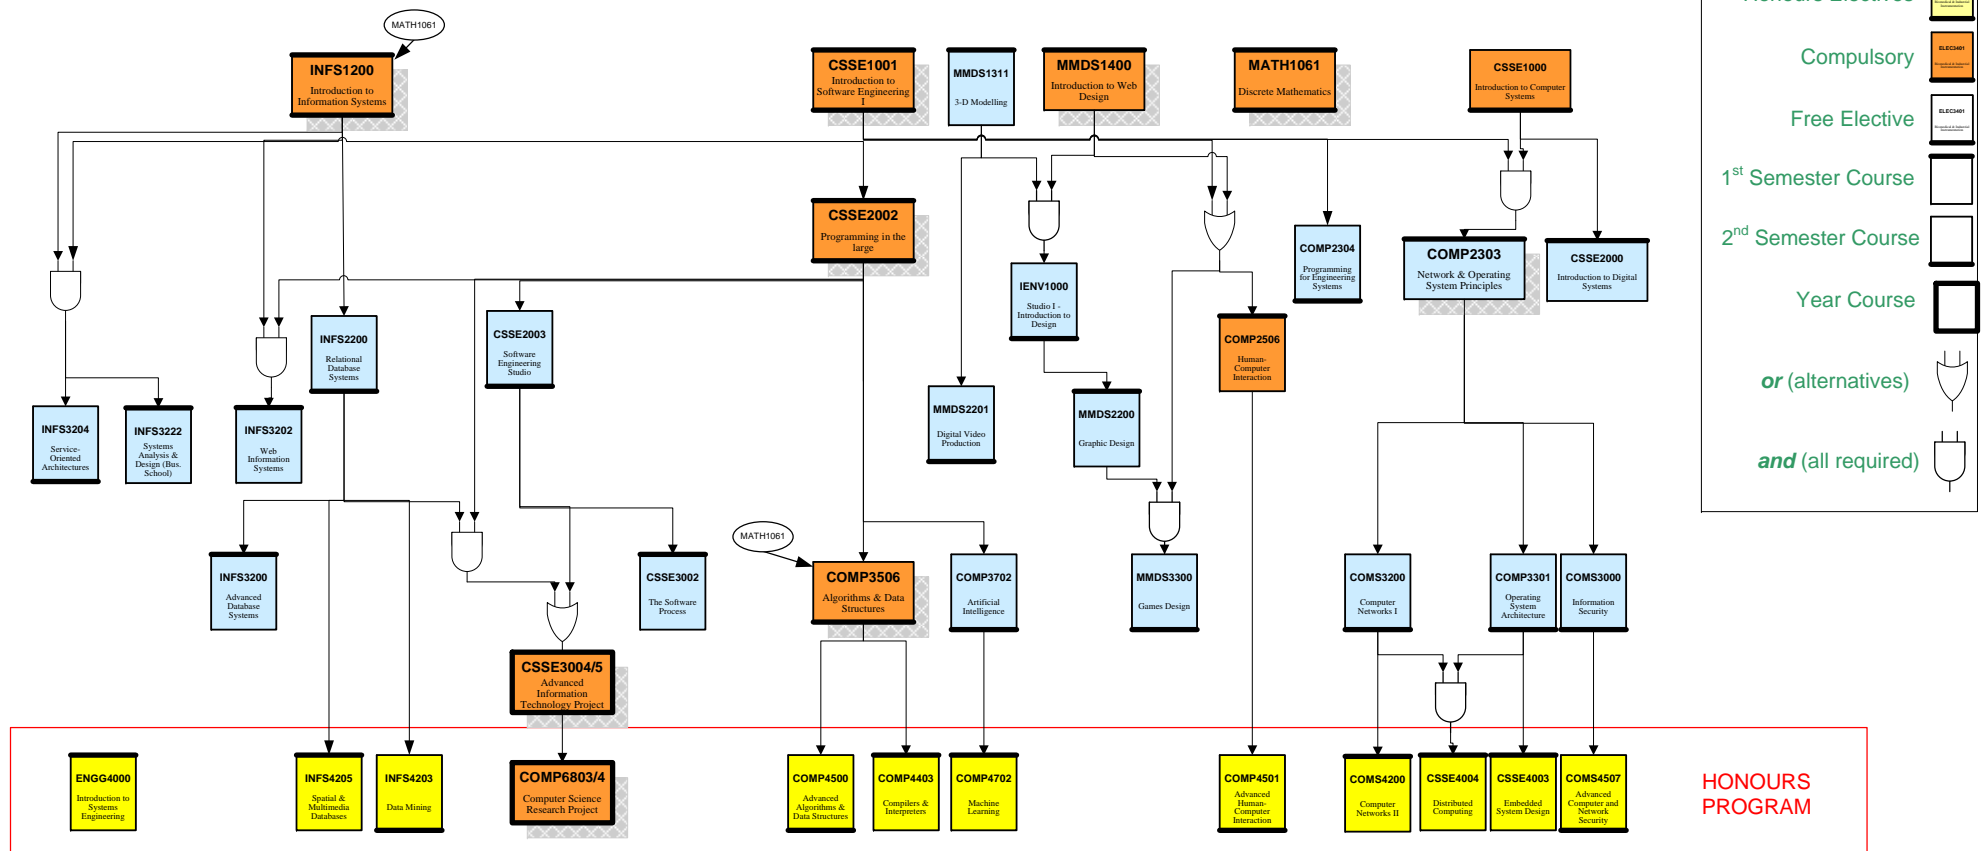 MATH1061
INFS1200
Introduction to
Information Systems
CSSE1001
Introduction to
Software Engineering
I
MMDS1311
3-D Modelling
MMDS1400
Introduction to Web
Design
MATH1061
Discrete Mathematics
CSSE1000
Introduction to Computer
Systems
CSSE2002
Programming in the
large
COMP2304
Programming
for Engineering
Systems
COMP2303
Network & Operating
System Principles
CSSE2000
Introduction to Digital
Systems
INFS2200
Relational
Database
Systems
CSSE2003
Software
Engineering
Studio
IENV1000
Studio I -
Introduction to
Design
COMP2506
Human-
Computer
Interaction
INFS3204
Service-
Oriented
Architectures
INFS3222
Systems
Analysis &
Design (Bus.
School)
INFS3202
Web
Information
Systems
MMDS2201
Digital Video
Production
MMDS2200
Graphic Design
MATH1061
INFS3200
Advanced
Database
Systems
CSSE3002
The Software
Process
COMP3506
Algorithms & Data
Structures
COMP3702
Artificial
Intelligence
MMDS3300
Games Design
COMS3200
Computer
Networks I
COMP3301
Operating
System
Architecture
COMS3000
Information
Security
CSSE3004/5
Advanced
Information
Technology Project
ENGG4000
Introduction to
Systems
Engineering
INFS4205
Spatial &
Multimedia
Databases
INFS4203
Data Mining
COMP6803/4
Computer Science
Research Project
COMP4500
Advanced
Algorithms &
Data Structures
COMP4403
Compilers &
Interpreters
COMP4702
Machine
Learning
COMP4501
Advanced
Human-
Computer
Interaction
COMS4200
Computer
Networks II
CSSE4004
Distributed
Computing
CSSE4003
Embedded
System Design
COMS4507
Advanced
Computer and
Network
Security
HONOURS
PROGRAM
Honours Electives
Compulsory
ELEC3401
Free Elective
ELEC3401
1st Semester Course
2nd Semester Course
Year Course
or (alternatives)
and (all required)